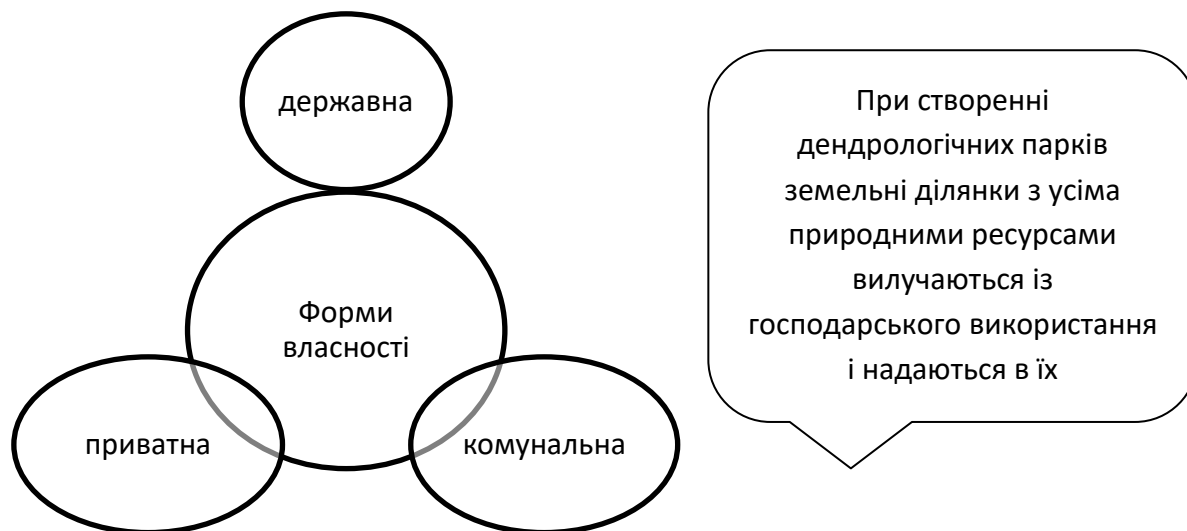 державна
Форми
власності
приватна
комунальна
При створенні
дендрологічних парків
земельні ділянки з усіма
природними ресурсами
вилучаються із
господарського використання
і надаються в їх